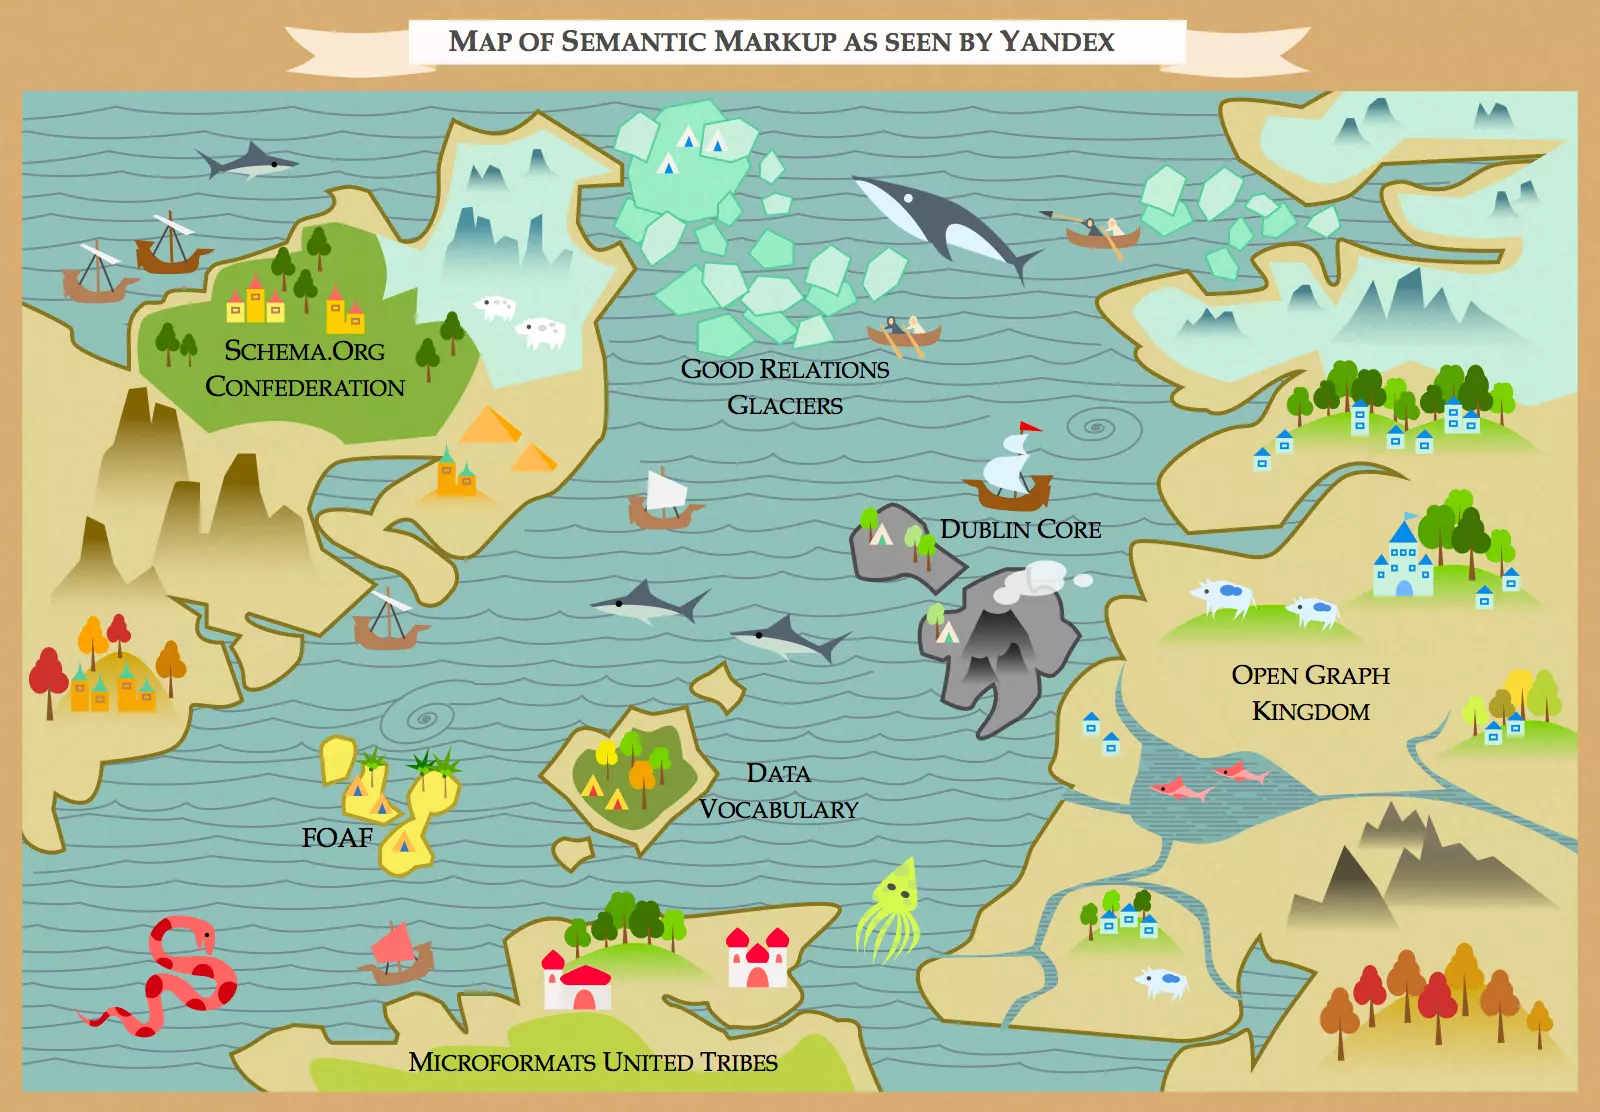 Map of Semantic Markup as seen by Yandex
Schema.Org
Confederation
Good Relations
Glaciers
Dublin Core
Open Graph
Kingdom
Data
Vocabulary
FOAF
Microformats United Tribes